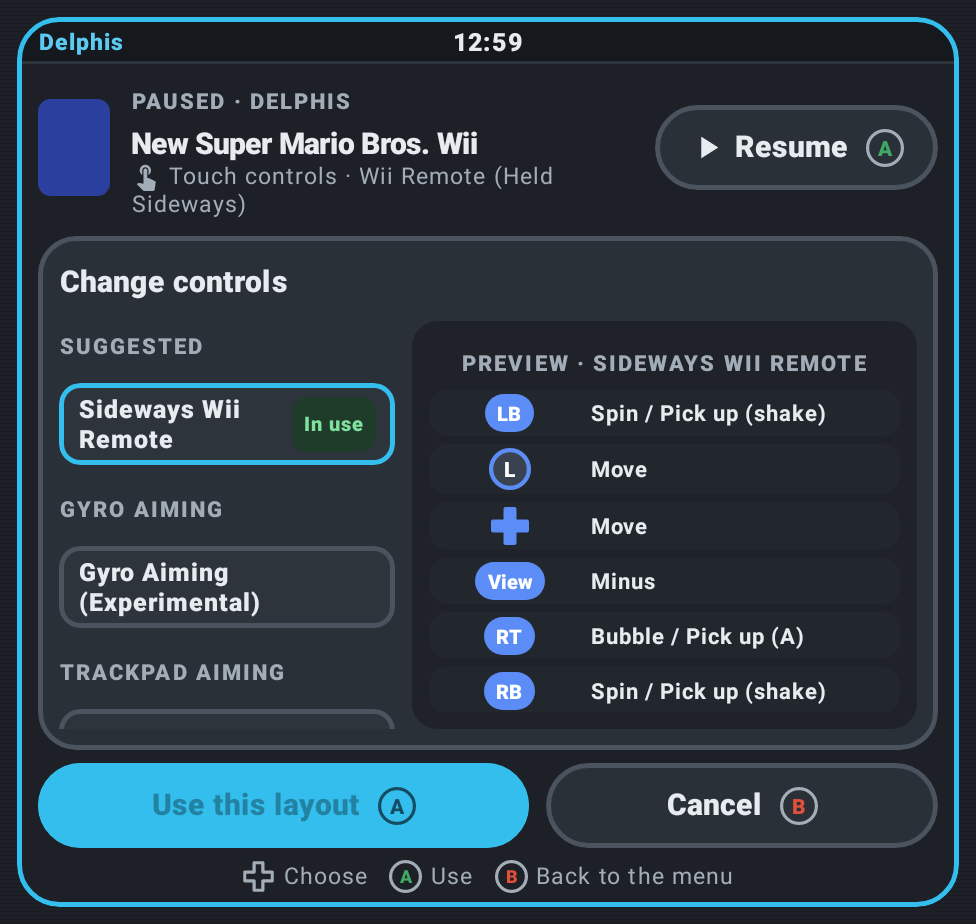 Delphis
12:59
PAUSED · DELPHIS
New Super Mario Bros. Wii
Touch controls · Wii Remote (Held
Sideways)
Resume A
Change controls
SUGGESTED
Sideways Wii
Remote
In use
GYRO AIMING
Gyro Aiming
(Experimental)
TRACKPAD AIMING
PREVIEW · SIDEWAYS WII REMOTE
LB Spin / Pick up (shake)
L Move
Move
View Minus
RT Bubble / Pick up (A)
RB Spin / Pick up (shake)
Use this layout A
Cancel B
Choose A Use B Back to the menu